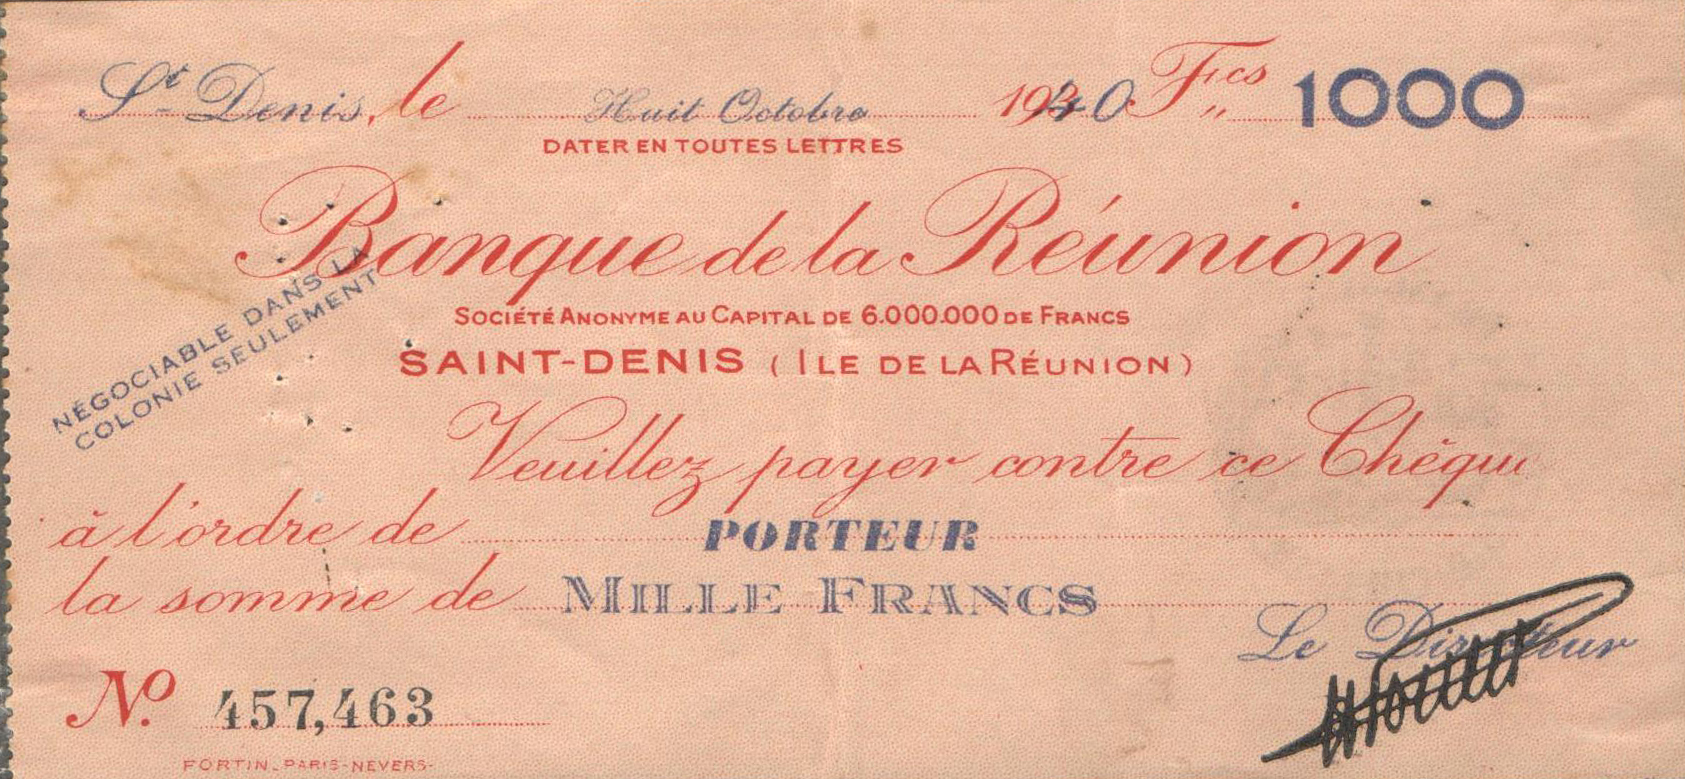 St Denis, le Huit Octobre 1940 Fcs 1000
DATER EN TOUTES LETTRES
Banque de la Réunion
SOCIÉTÉ ANONYME AU CAPITAL DE 6.000.000 DE FRANCS
SAINT-DENIS (ILE DE LA RÉUNION)
NÉGOCIABLE DANS LA
COLONIE SEULEMENT
Veuillez payer contre ce Chèque
à l'ordre de PORTEUR
la somme de MILLE FRANCS
Le Directeur
No. 457,463
FORTIN_PARIS-NEVERS-